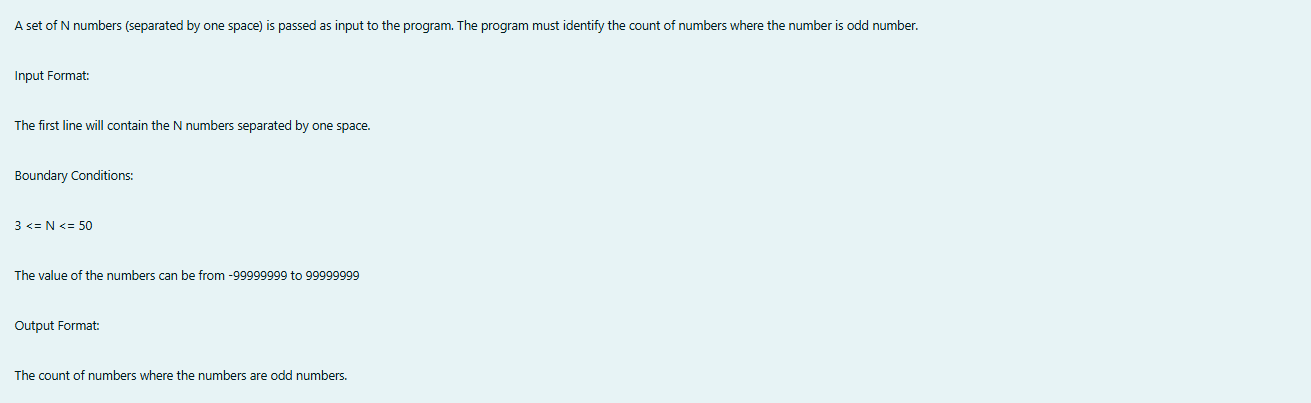 A set of N numbers (separated by one space) is passed as input to the program. The program must identify the count of numbers where the number is odd number.
Input Format:
The first line will contain the N numbers separated by one space.
Boundary Conditions:
3 <= N <= 50
The value of the numbers can be from -99999999 to 99999999
Output Format:
The count of numbers where the numbers are odd numbers.